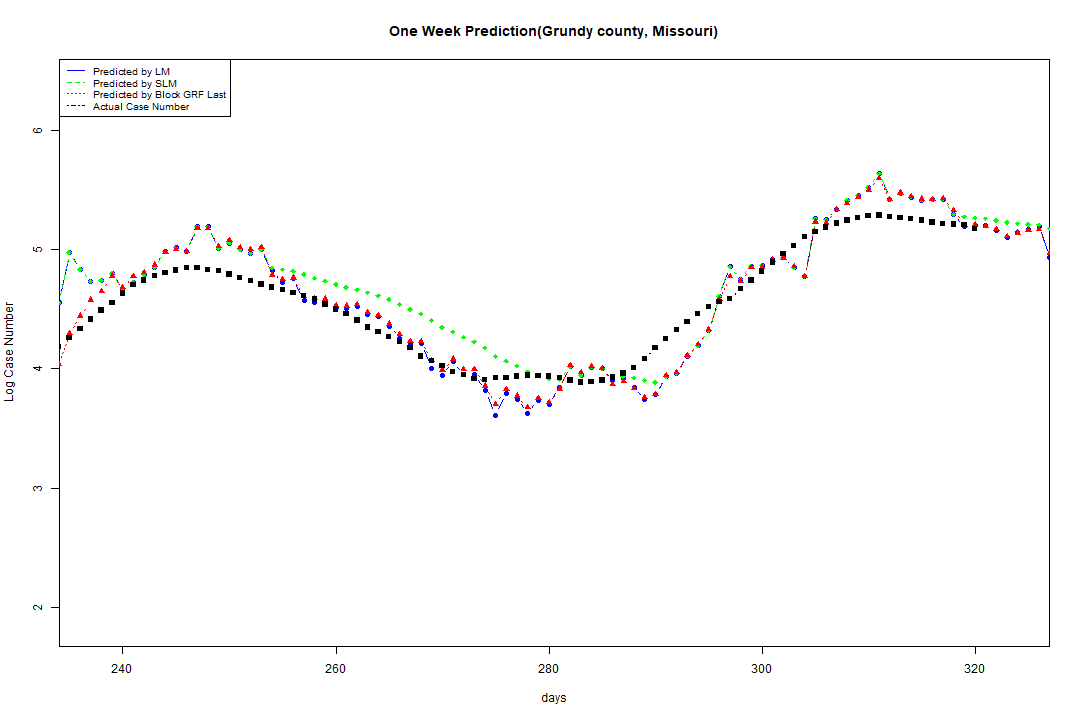 One Week Prediction(Grundy county, Missouri)
Predicted by LM
Predicted by SLM
Predicted by Block GRF Last
Actual Case Number
6
5
4
3
2
Log Case Number
240 260 280 300 320
days